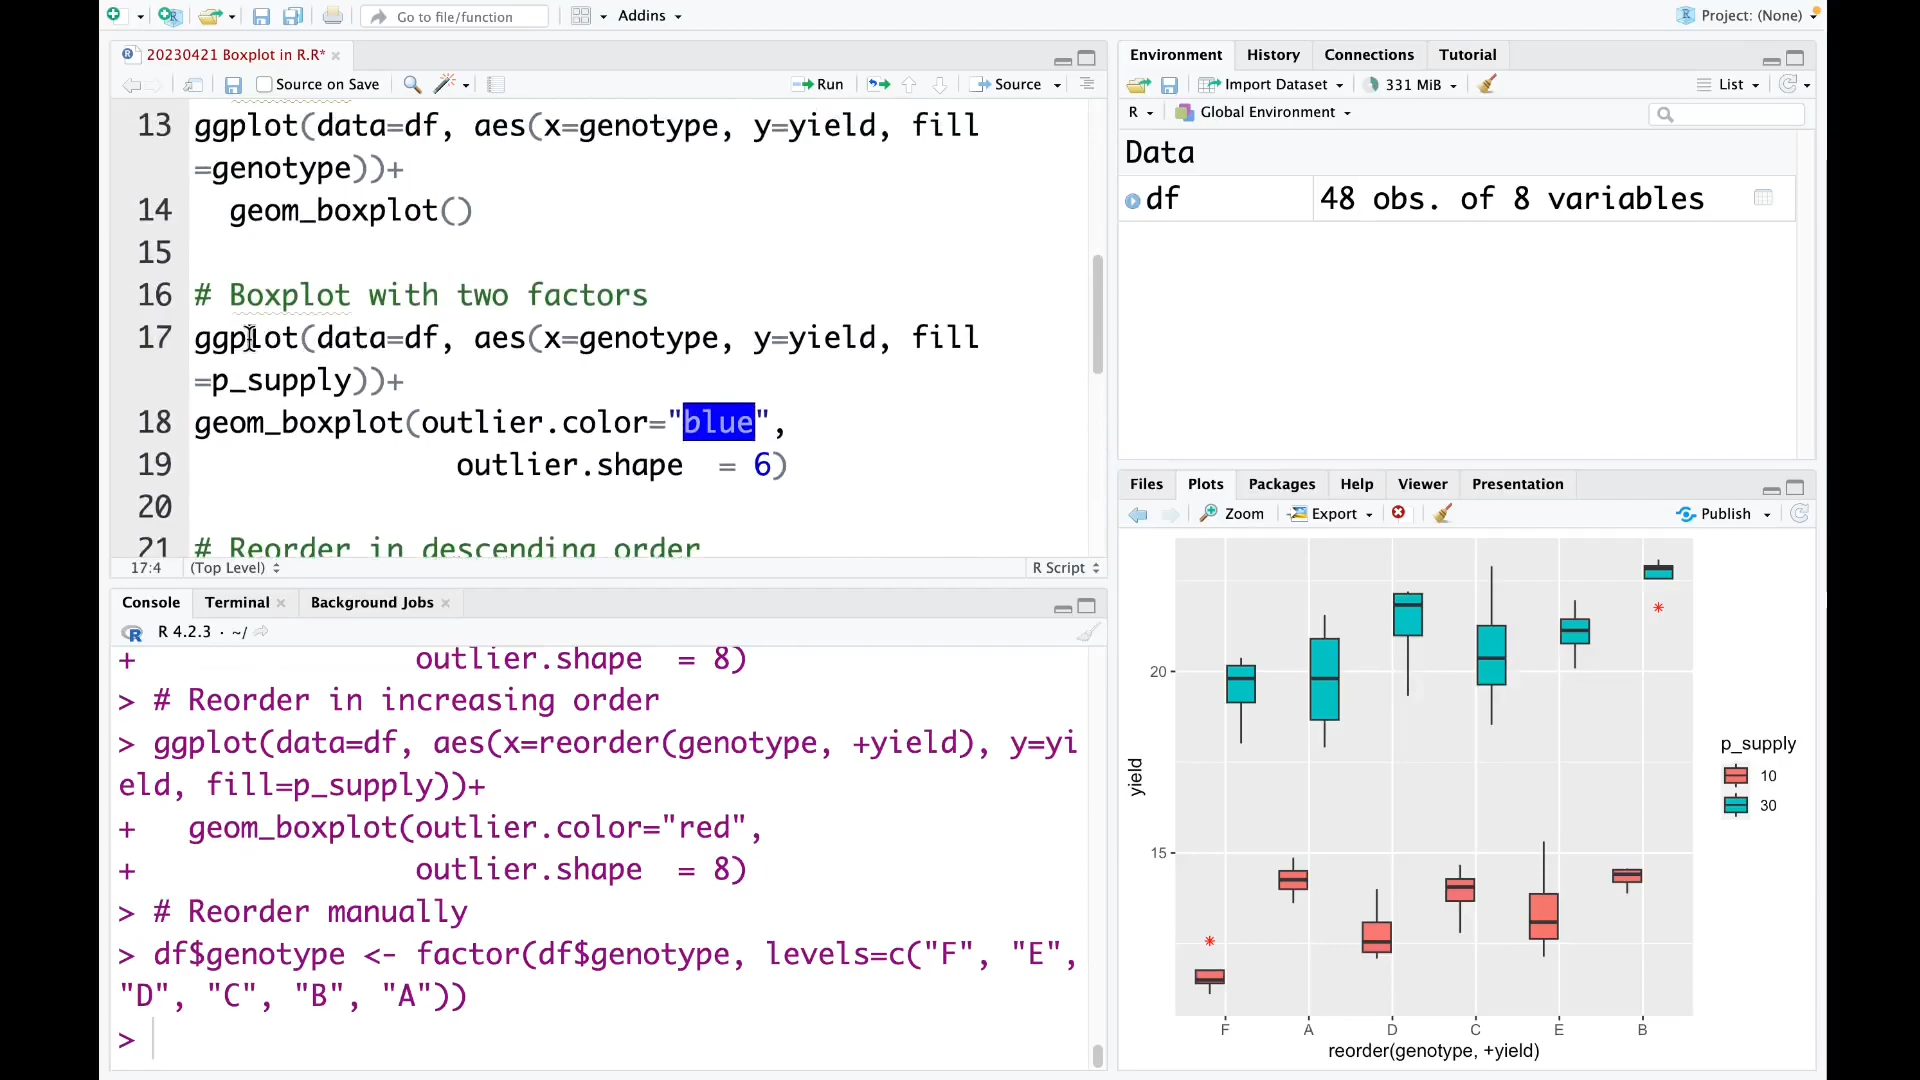 Go to file/function
Addins
Project: (None)
20230421 Boxplot in R.R*
Source on Save
Run
Source
13 ggplot(data=df, aes(x=genotype, y=yield, fill
=genotype))+
14   geom_boxplot()
15
16 # Boxplot with two factors
17 ggplot(data=df, aes(x=genotype, y=yield, fill
=p_supply))+
18 geom_boxplot(outlier.color="blue",
19                outlier.shape  = 6)
20
21 # Reorder in descending order
17:4 (Top Level) R Script
Console Terminal Background Jobs
R 4.2.3 · ~/
+                 outlier.shape  = 8)
> # Reorder in increasing order
> ggplot(data=df, aes(x=reorder(genotype, +yield), y=yi
eld, fill=p_supply))+
+   geom_boxplot(outlier.color="red",
+                 outlier.shape  = 8)
> # Reorder manually
> df$genotype <- factor(df$genotype, levels=c("F", "E",
"D", "C", "B", "A"))
>
Environment History Connections Tutorial
Import Dataset 331 MiB List
R Global Environment
Data
df 48 obs. of 8 variables
Files Plots Packages Help Viewer Presentation
Zoom Export Publish
yield
20
15
F A D C E B
reorder(genotype, +yield)
p_supply
10
30